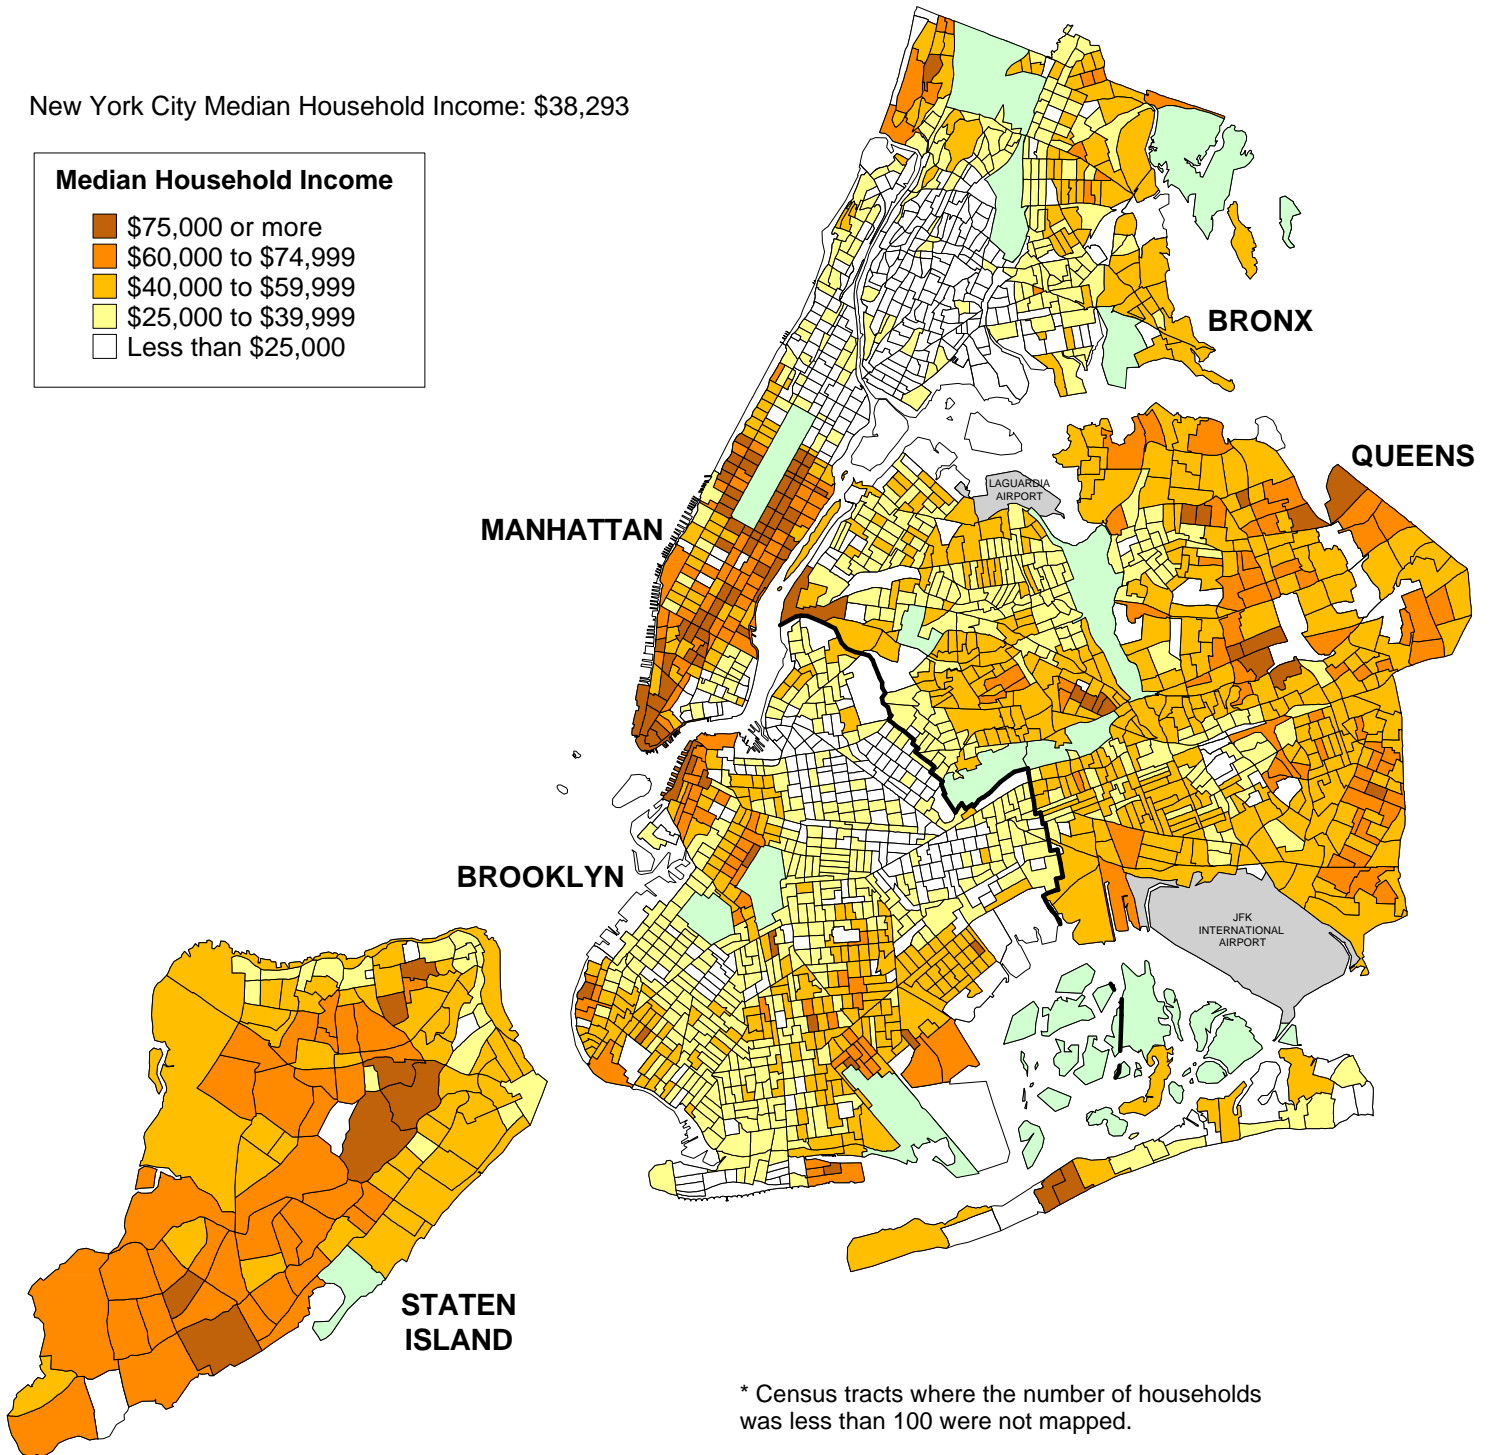 New York City Median Household Income: $38,293
Median Household Income
$75,000 or more
$60,000 to $74,999
$40,000 to $59,999
$25,000 to $39,999
Less than $25,000
BRONX
QUEENS
LAGUARDIA
AIRPORT
MANHATTAN
BROOKLYN
JFK
INTERNATIONAL
AIRPORT
STATEN
ISLAND
* Census tracts where the number of households
was less than 100 were not mapped.